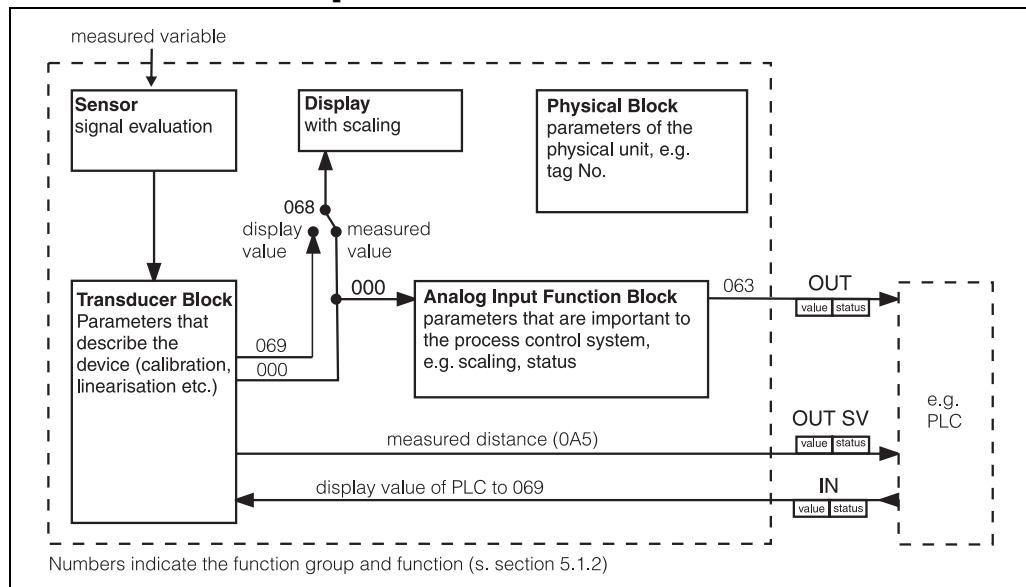 measured variable
Sensor
signal evaluation
Display
with scaling
Physical Block
parameters of the
physical unit, e.g.
tag No.
068
display
value
measured
value
Transducer Block
Parameters that
describe the
device (calibration,
linearisation etc.)
069
000
000
Analog Input Function Block
parameters that are important to
the process control system,
e.g. scaling, status
063
OUT
value status
e.g.
PLC
measured distance (0A5)
OUT SV
value status
display value of PLC to 069
IN
value status
Numbers indicate the function group and function (s. section 5.1.2)